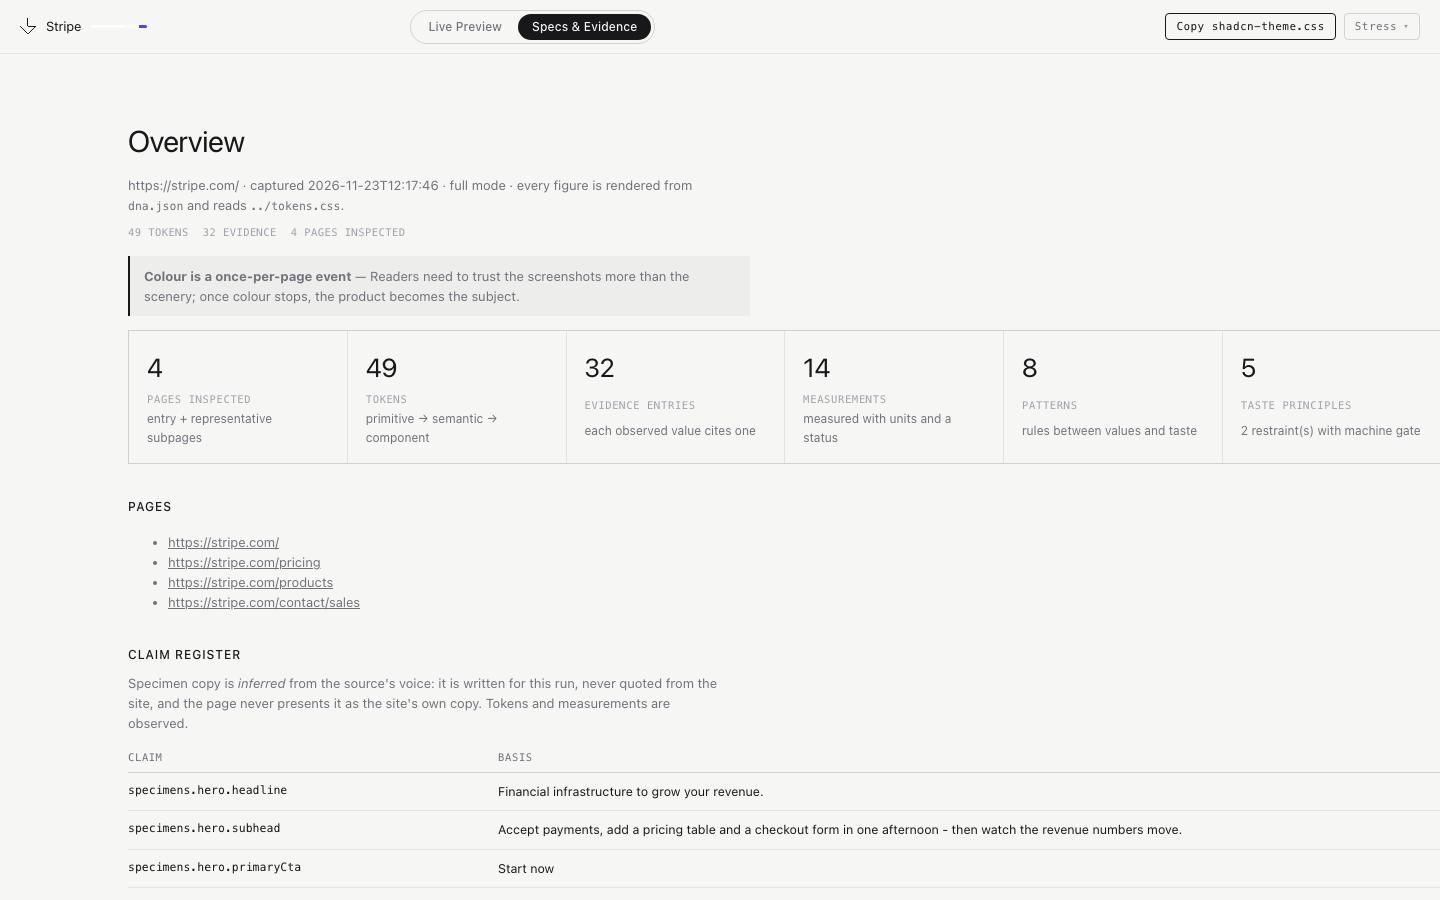 Stripe
Live Preview
Specs & Evidence
Copy shadcn-theme.css
Stress ▾
Overview
https://stripe.com/ · captured 2026-11-23T12:17:46 · full mode · every figure is rendered from
dna.json and reads ../tokens.css.
49 TOKENS 32 EVIDENCE 4 PAGES INSPECTED
Colour is a once-per-page event — Readers need to trust the screenshots more than the
scenery; once colour stops, the product becomes the subject.
4
PAGES INSPECTED
entry + representative
subpages
49
TOKENS
primitive → semantic →
component
32
EVIDENCE ENTRIES
each observed value cites one
14
MEASUREMENTS
measured with units and a
status
8
PATTERNS
rules between values and taste
5
TASTE PRINCIPLES
2 restraint(s) with machine gate
PAGES
• https://stripe.com/
• https://stripe.com/pricing
• https://stripe.com/products
• https://stripe.com/contact/sales
CLAIM REGISTER
Specimen copy is inferred from the source's voice: it is written for this run, never quoted from the
site, and the page never presents it as the site's own copy. Tokens and measurements are
observed.
CLAIM BASIS
specimens.hero.headline Financial infrastructure to grow your revenue.
specimens.hero.subhead Accept payments, add a pricing table and a checkout form in one afternoon - then watch the revenue numbers move.
specimens.hero.primaryCta Start now